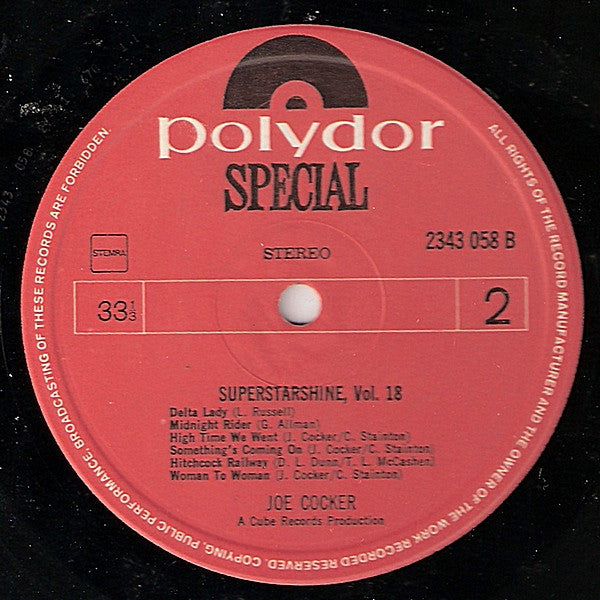 polydor
SPECIAL
STEMRA
STEREO
2343 058 B
33 1/3
2
SUPERSTARSHINE, Vol. 18
Delta Lady (L. Russell)
Midnight Rider (G. Allman)
High Time We Went (J. Cocker/C. Stainton)
Something's Coming On (J. Cocker/C. Stainton)
Hitchcock Railway (D. L. Dunn/T. L. McCashen)
Woman To Woman (J. Cocker/C. Stainton)
JOE COCKER
A Cube Records Production
ALL RIGHTS OF THE RECORD MANUFACTURER AND THE OWNER OF THE WORK RECORDED RESERVED. COPYING, PUBLIC PERFORMANCE, BROADCASTING OF THESE RECORDS ARE FORBIDDEN.